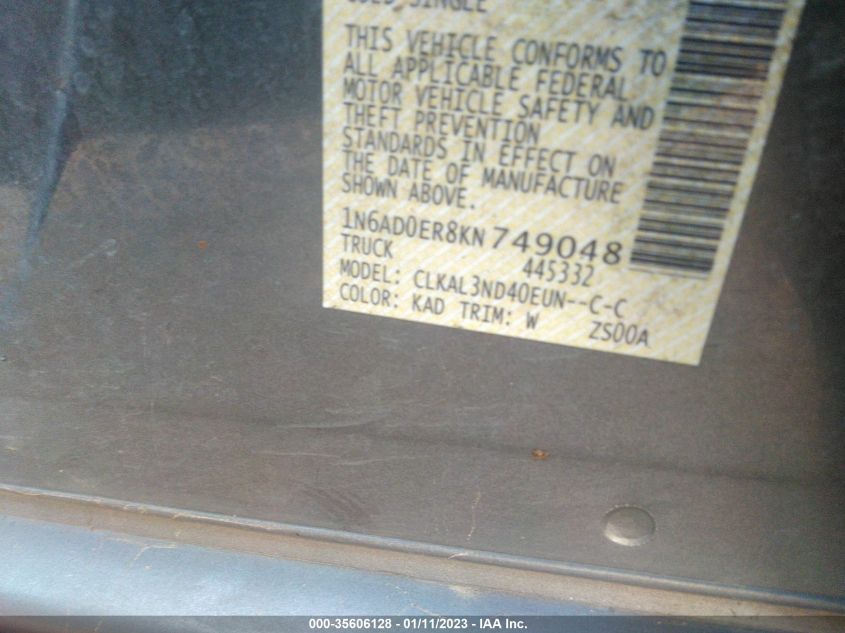 SINGLE
THIS VEHICLE CONFORMS TO
ALL APPLICABLE FEDERAL
MOTOR VEHICLE SAFETY AND
THEFT PREVENTION
STANDARDS IN EFFECT ON
THE DATE OF MANUFACTURE
SHOWN ABOVE.
1N6AD0ER8KN749048
TRUCK 445332
MODEL: CLKAL3ND40EUN--C-C
COLOR: KAD TRIM: W ZS00A
000-35606128 - 01/11/2023 - IAA Inc.